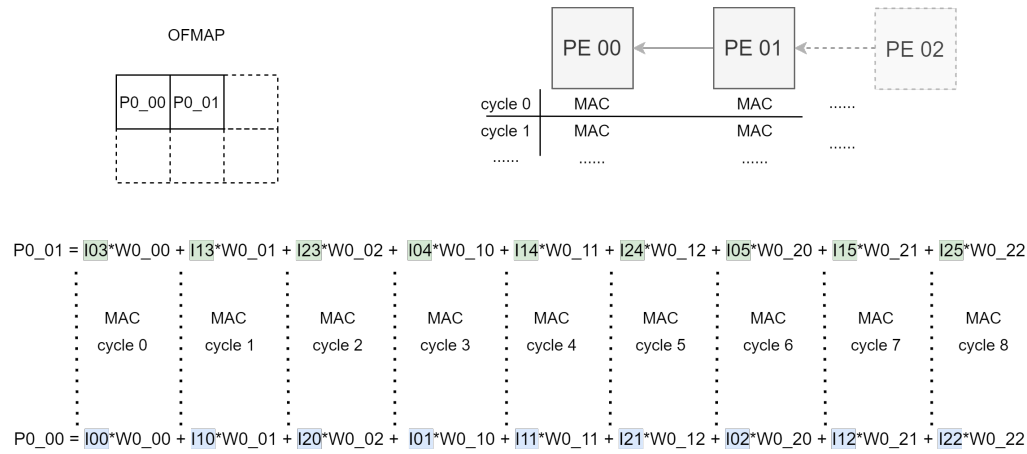 OFMAP
P0_00 P0_01
PE 00 PE 01 PE 02
cycle 0 MAC MAC ......
cycle 1 MAC MAC ......
...... ...... ......
P0_01 = I03*W0_00 + I13*W0_01 + I23*W0_02 + I04*W0_10 + I14*W0_11 + I24*W0_12 + I05*W0_20 + I15*W0_21 + I25*W0_22
MAC MAC MAC MAC MAC MAC MAC MAC MAC
cycle 0 cycle 1 cycle 2 cycle 3 cycle 4 cycle 5 cycle 6 cycle 7 cycle 8
P0_00 = I00*W0_00 + I10*W0_01 + I20*W0_02 + I01*W0_10 + I11*W0_11 + I21*W0_12 + I02*W0_20 + I12*W0_21 + I22*W0_22